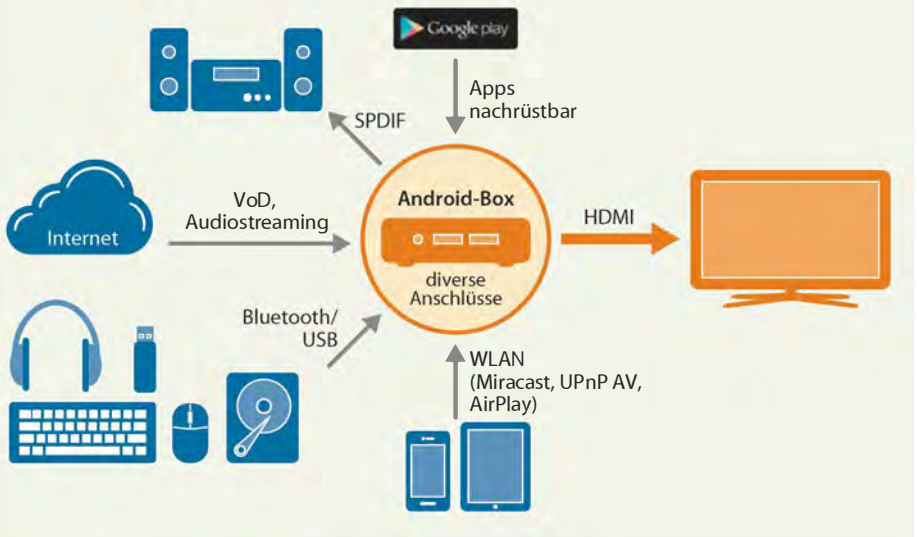 Google play
Apps
nachrüstbar
SPDIF
VoD,
Audiostreaming
Internet
Android-Box
diverse
Anschlüsse
HDMI
Bluetooth/
USB
WLAN
(Miracast, UPnP AV,
AirPlay)